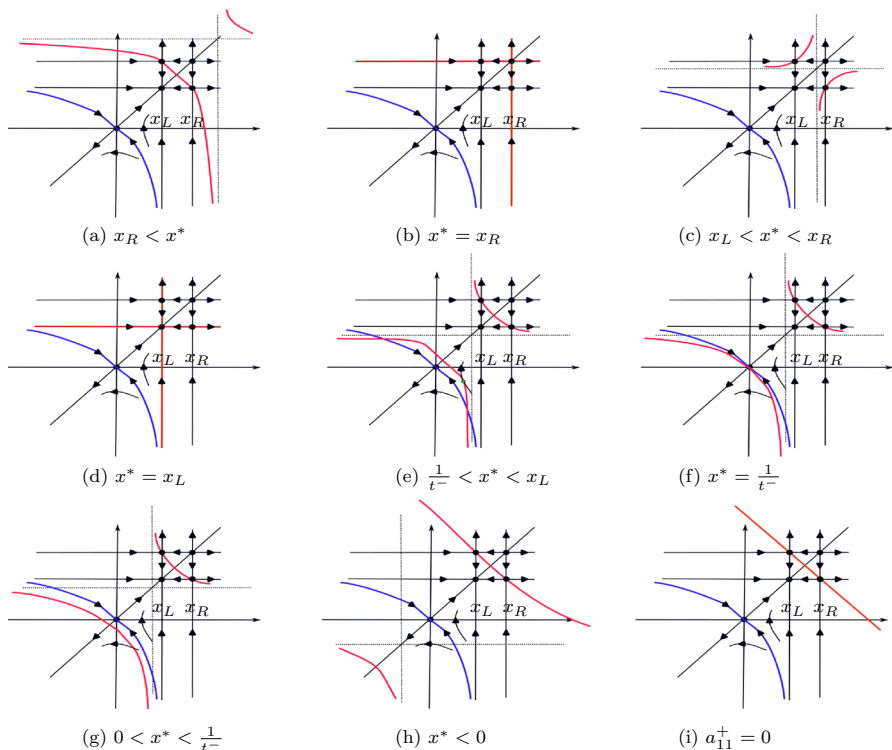 x_L x_R x_L x_R x_L x_R
(a) x_R < x* (b) x* = x_R (c) x_L < x* < x_R
x_L x_R x_L x_R x_L x_R
(d) x* = x_L (e) 1/t⁻ < x* < x_L (f) x* = 1/t⁻
x_L x_R x_L x_R x_L x_R
(g) 0 < x* < 1/t⁻ (h) x* < 0 (i) a₁₁⁺ = 0